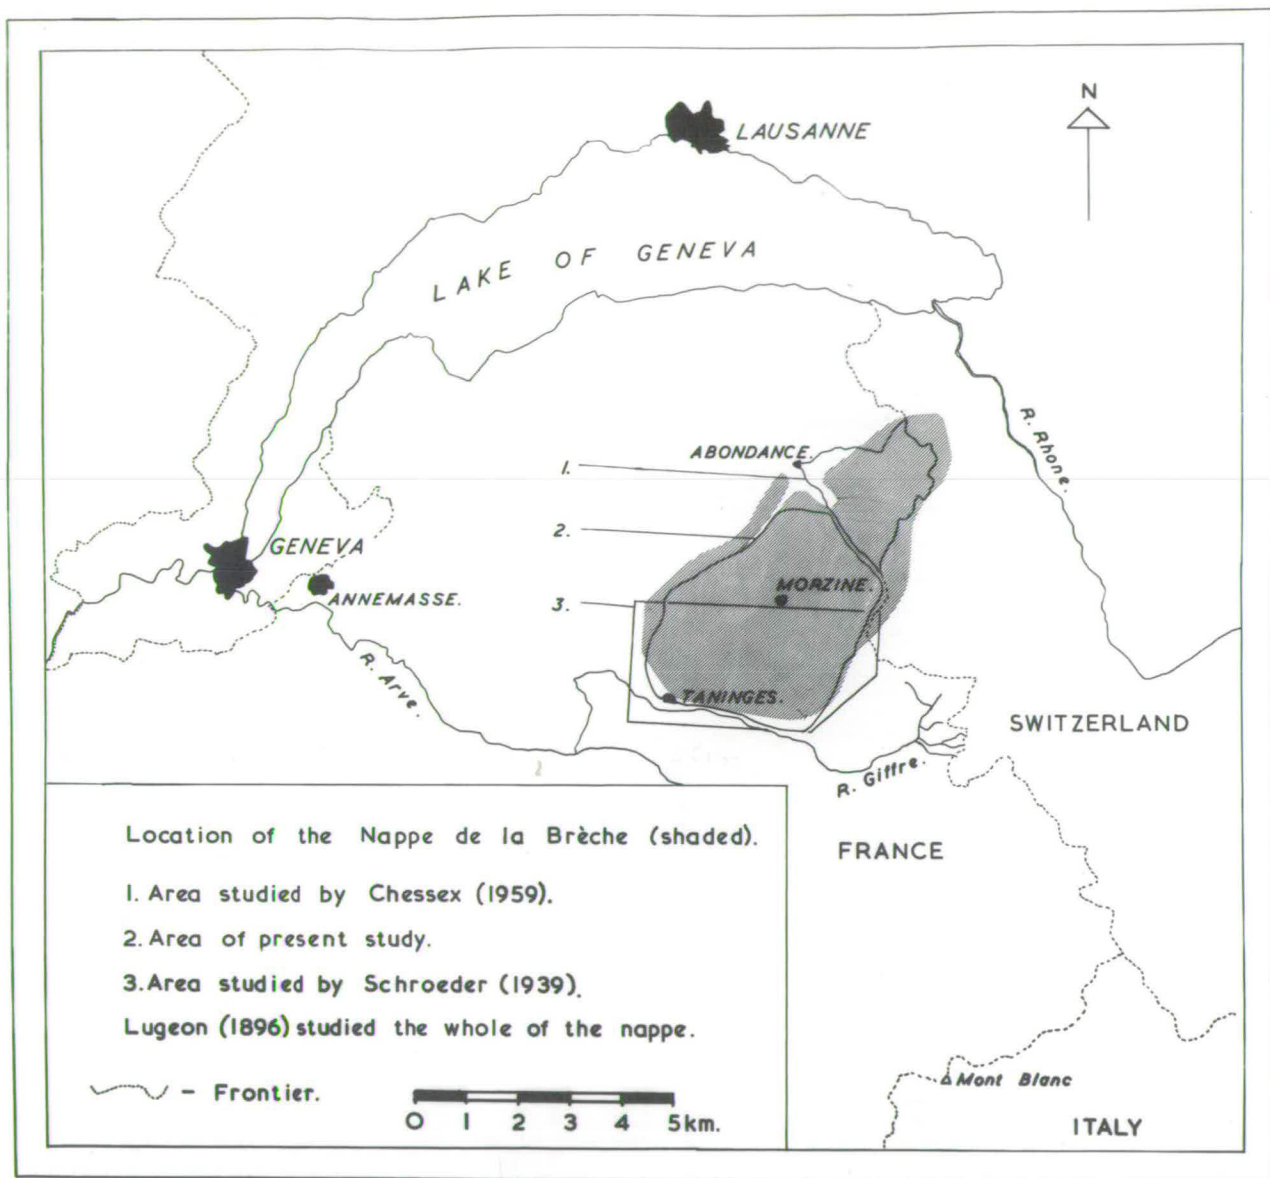 N
LAUSANNE
LAKE OF GENEVA
R. Rhone.
ABONDANCE.
1.
2.
GENEVA
MORZINE.
ANNEMASSE.
3.
R. Arve.
TANINGES.
SWITZERLAND
R. Giffre.
FRANCE
Location of the Nappe de la Brèche (shaded).
1. Area studied by Chessex (1959).
2. Area of present study.
3. Area studied by Schroeder (1939).
Lugeon (1896) studied the whole of the nappe.
- Frontier.
0 1 2 3 4 5km.
Mont Blanc
ITALY